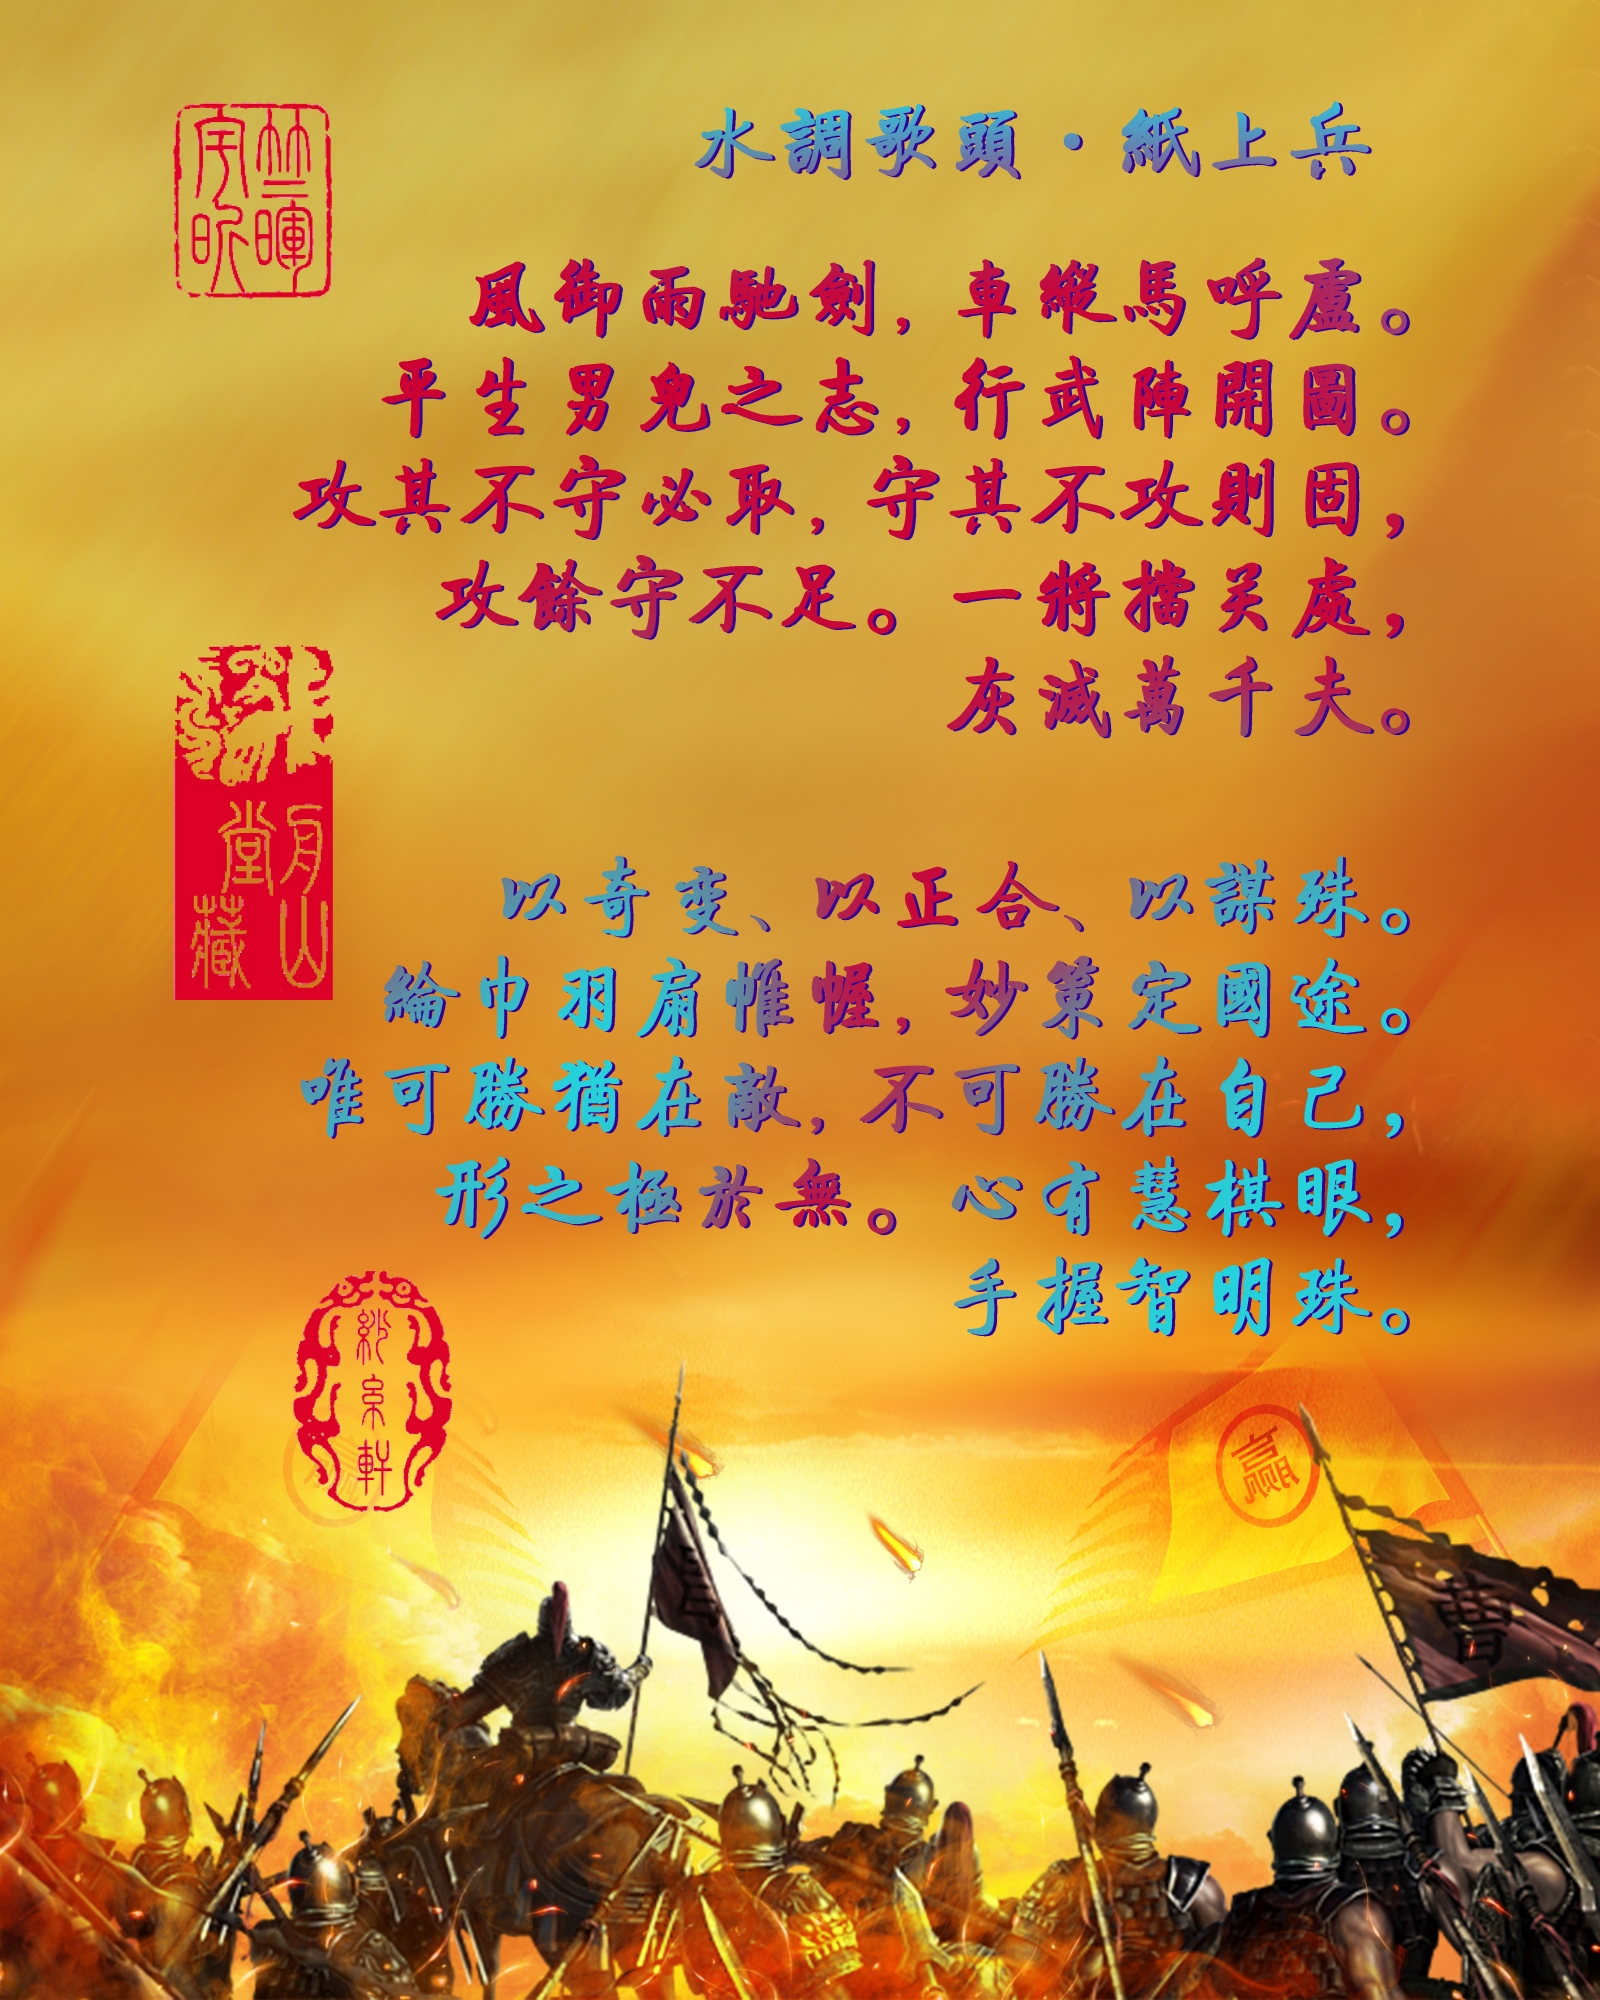 水調歌頭·紙上兵
風御雨馳劍，車縱馬呼盧。
平生男兒之志，行武陣開圖。
攻其不守必取，守其不攻則固，
攻餘守不足。一將擋关處，
灰滅萬千夫。
以奇变、以正合、以謀殊。
綸巾羽扇帷幄，妙策定國途。
唯可勝猶在敵，不可勝在自己，
形之極於無。心有慧棋眼，
手握智明珠。
堂藏
軒
赢
曹